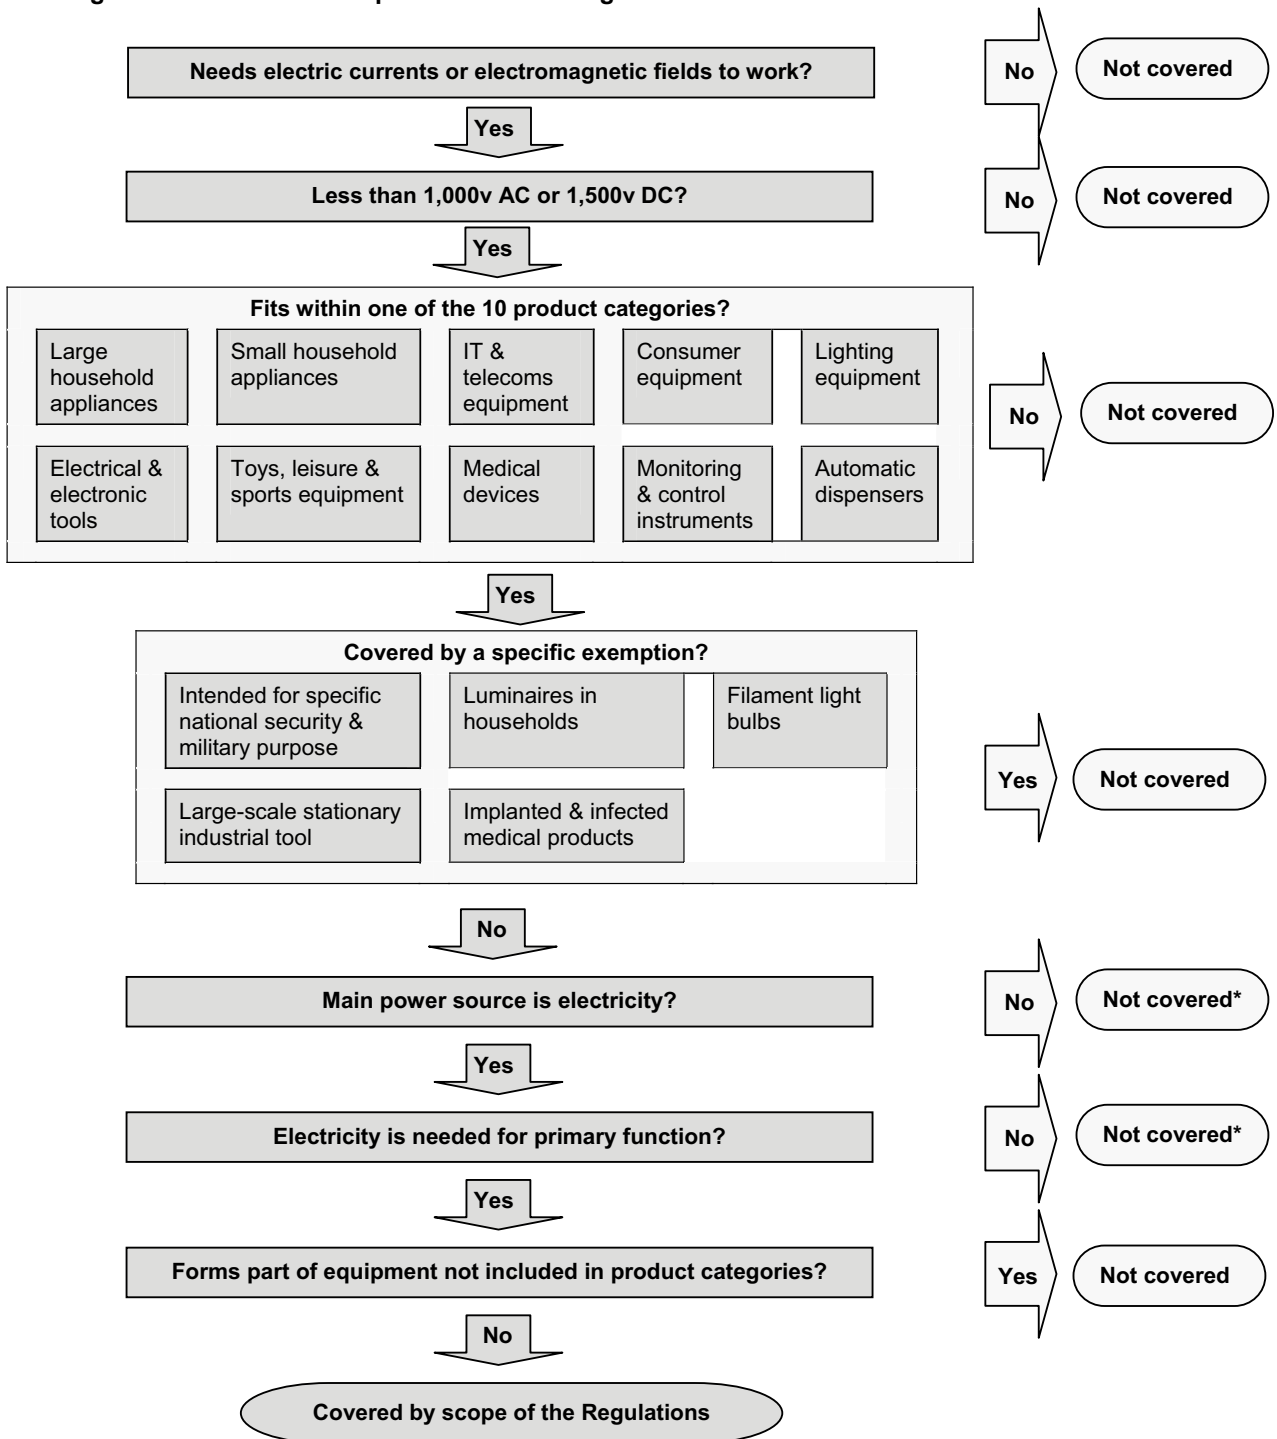 Needs electric currents or electromagnetic fields to work?
No
Not covered
Yes
Less than 1,000v AC or 1,500v DC?
No
Not covered
Yes
Fits within one of the 10 product categories?
Large
household
appliances
Small household
appliances
IT &
telecoms
equipment
Consumer
equipment
Lighting
equipment
No
Not covered
Electrical &
electronic
tools
Toys, leisure &
sports equipment
Medical
devices
Monitoring
& control
instruments
Automatic
dispensers
Yes
Covered by a specific exemption?
Intended for specific
national security &
military purpose
Luminaires in
households
Filament light
bulbs
Yes
Not covered
Large-scale stationary
industrial tool
Implanted & infected
medical products
No
Main power source is electricity?
No
Not covered*
Yes
Electricity is needed for primary function?
No
Not covered*
Yes
Forms part of equipment not included in product categories?
Yes
Not covered
No
Covered by scope of the Regulations